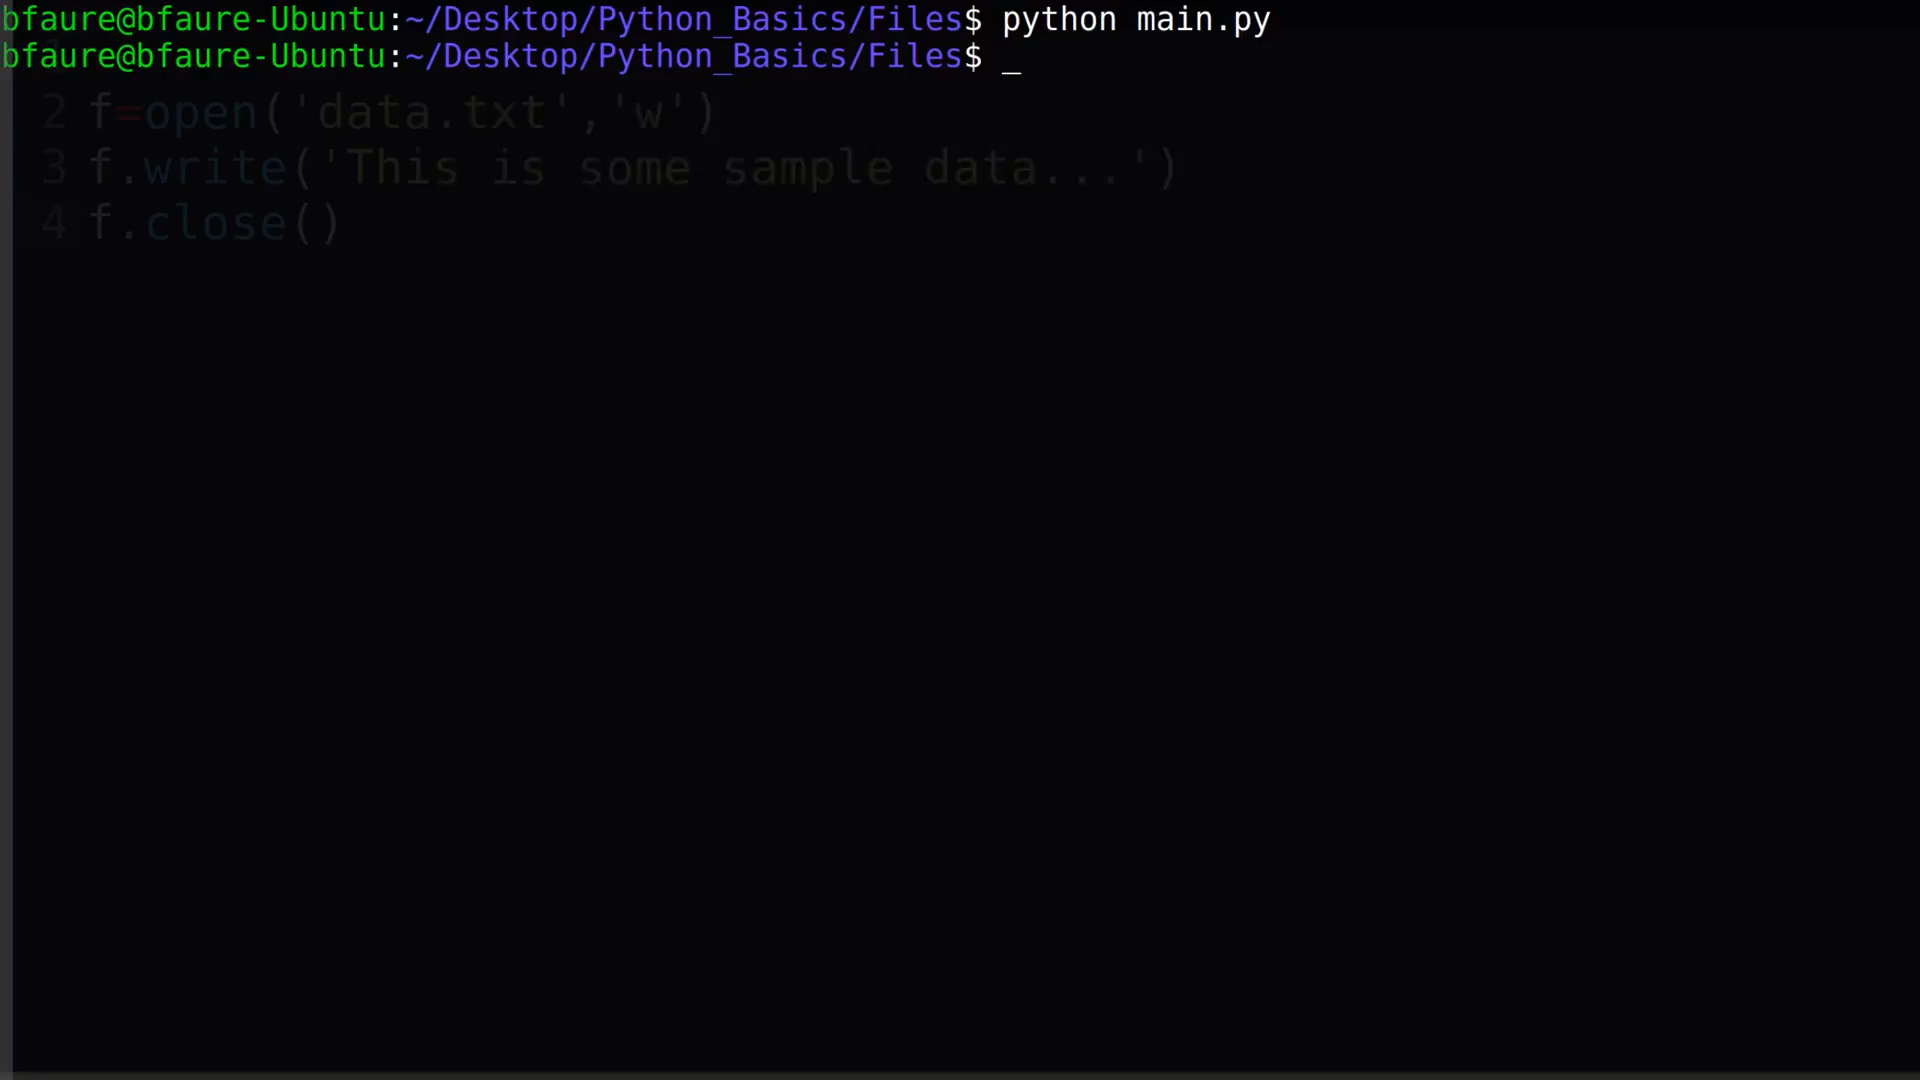 bfaure@bfaure-Ubuntu:~/Desktop/Python_Basics/Files$ python main.py
bfaure@bfaure-Ubuntu:~/Desktop/Python_Basics/Files$ _
2 f=open('data.txt','w')
3 f.write('This is some sample data...')
4 f.close()